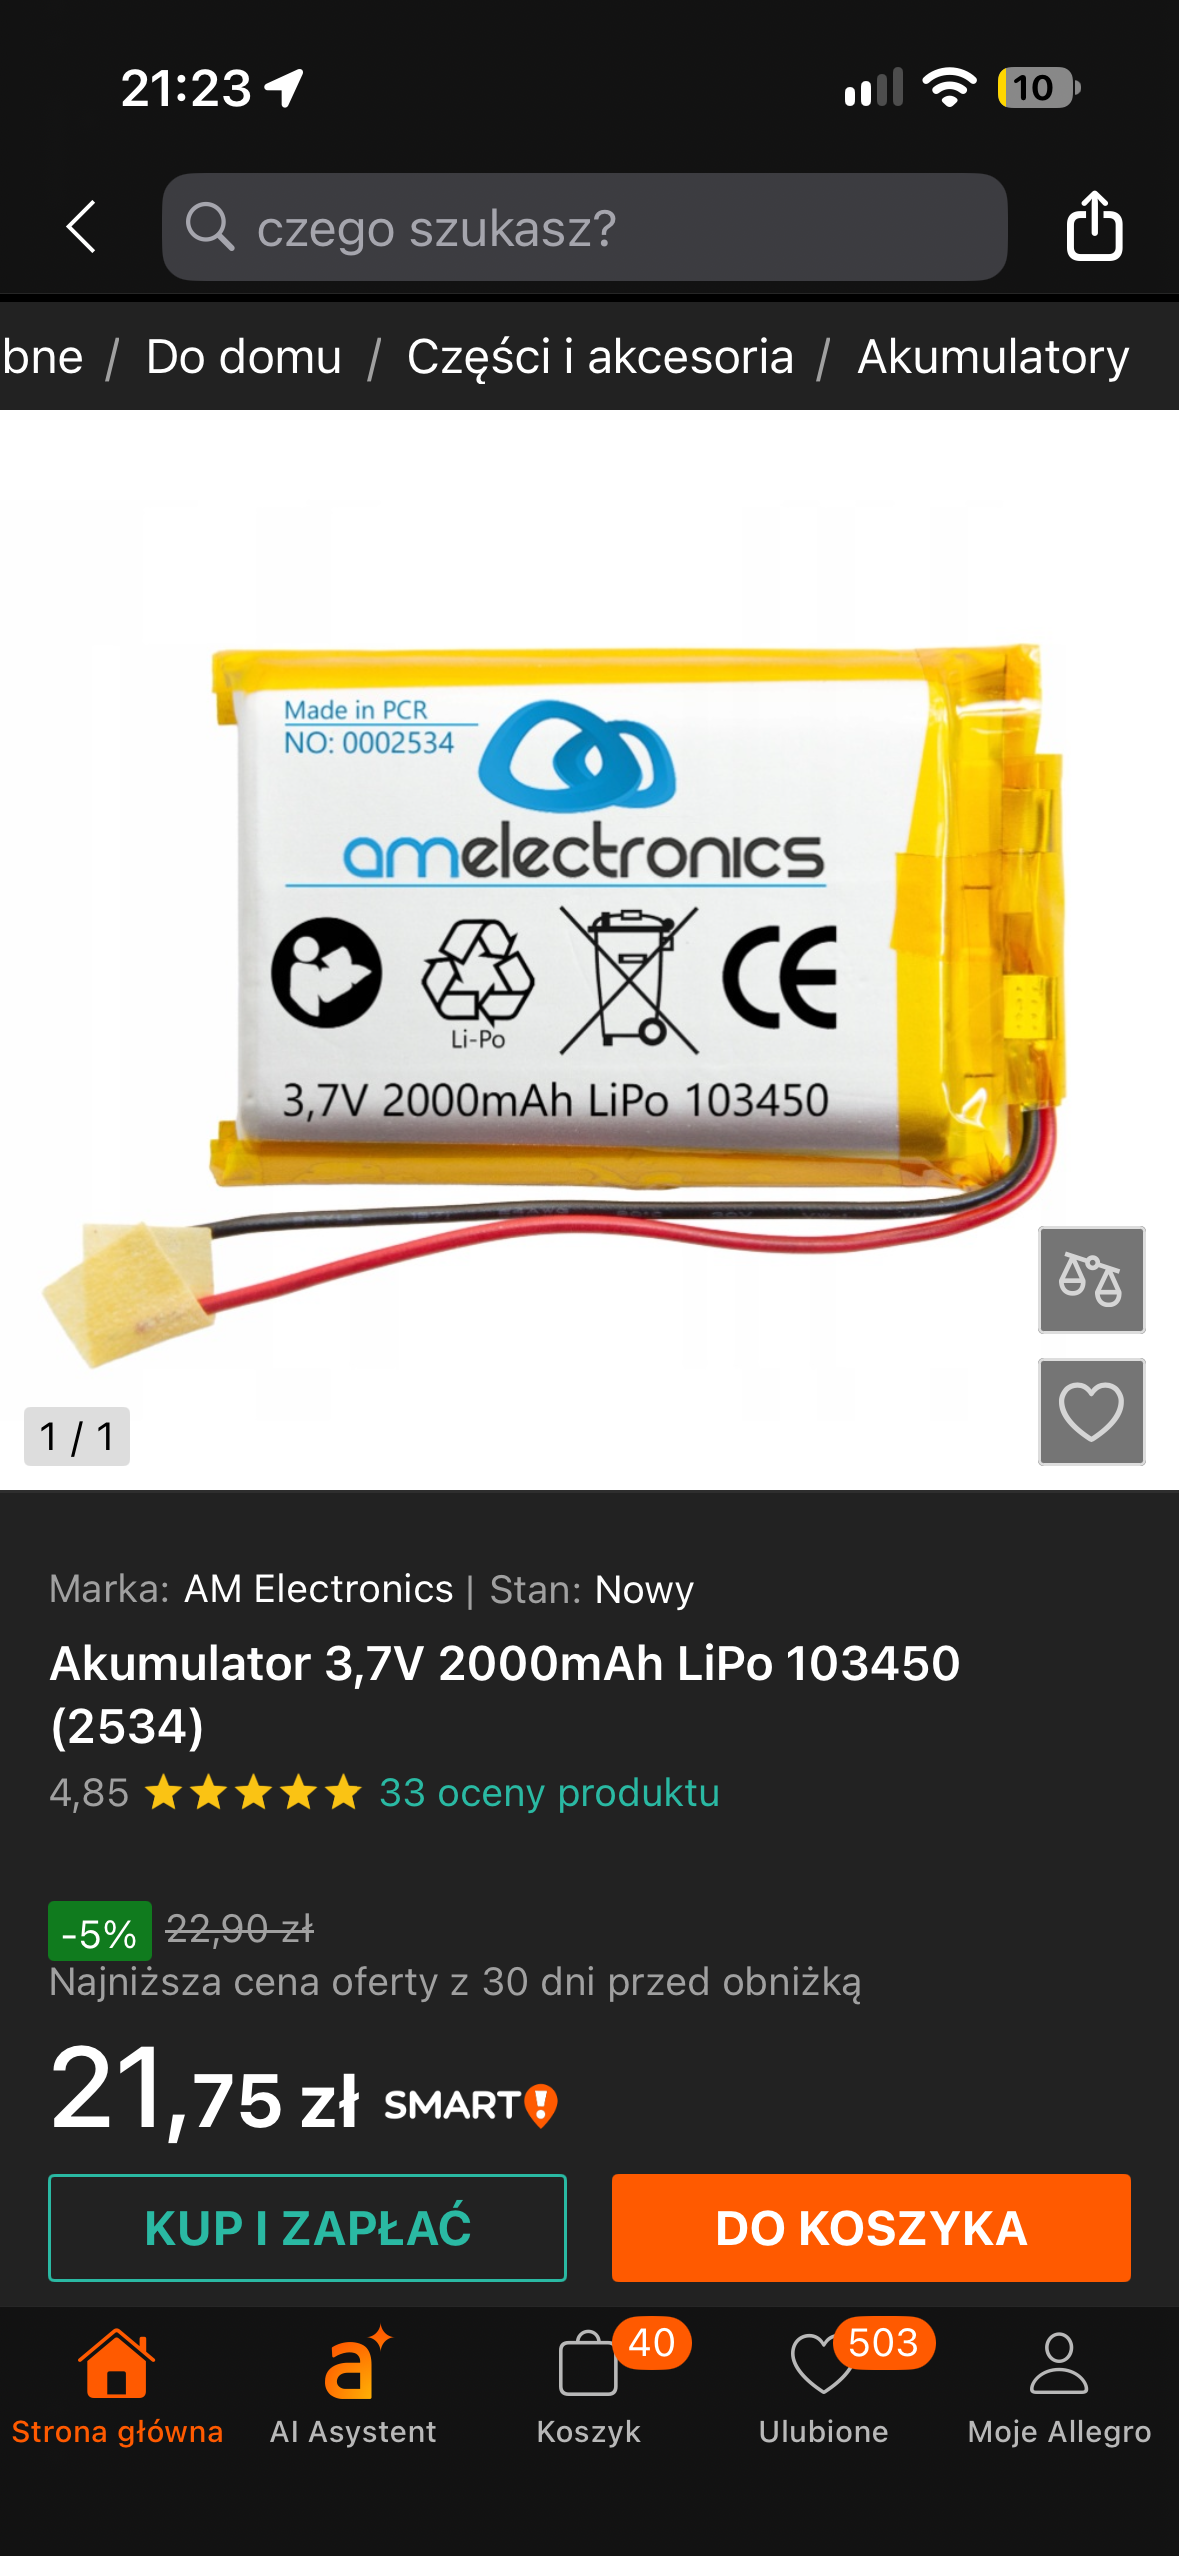 21:23
10
czego szukasz?
bne / Do domu / Części i akcesoria / Akumulatory
Made in PCR
NO: 0002534
amelectronics
Li-Po
CE
3,7V 2000mAh LiPo 103450
1 / 1
Marka: AM Electronics | Stan: Nowy
Akumulator 3,7V 2000mAh LiPo 103450
(2534)
4,85 33 oceny produktu
-5% 22,90 zł
Najniższa cena oferty z 30 dni przed obniżką
21,75 zł SMART!
KUP I ZAPŁAĆ
DO KOSZYKA
40
503
Strona główna
AI Asystent
Koszyk
Ulubione
Moje Allegro